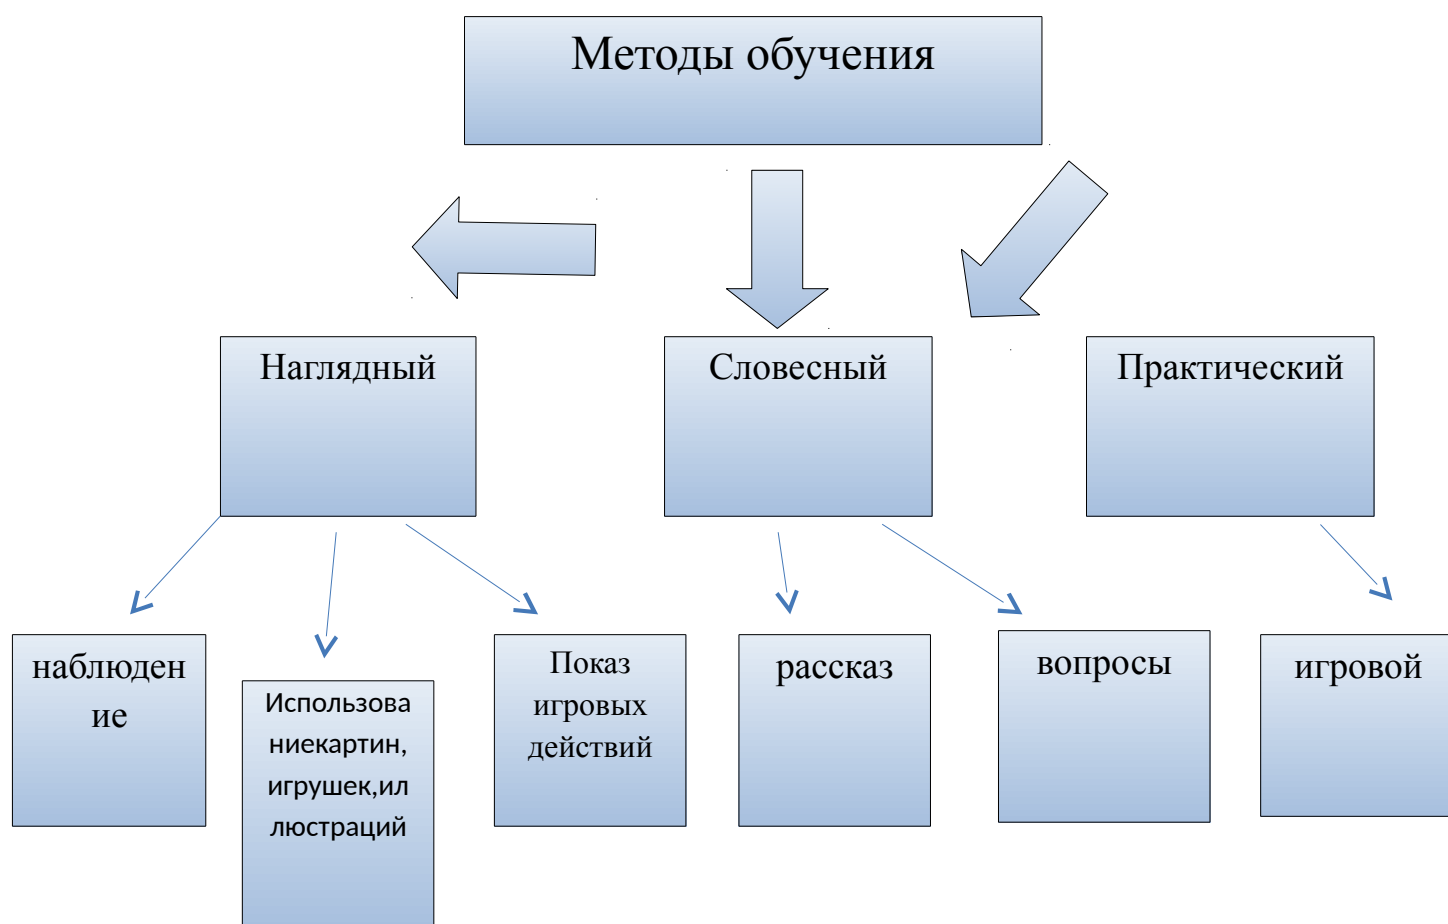 Методы обучения
Наглядный
Словесный
Практический
наблюден
ие
Использова
ниекартин,
игрушек,ил
люстраций
Показ
игровых
действий
рассказ
вопросы
игровой